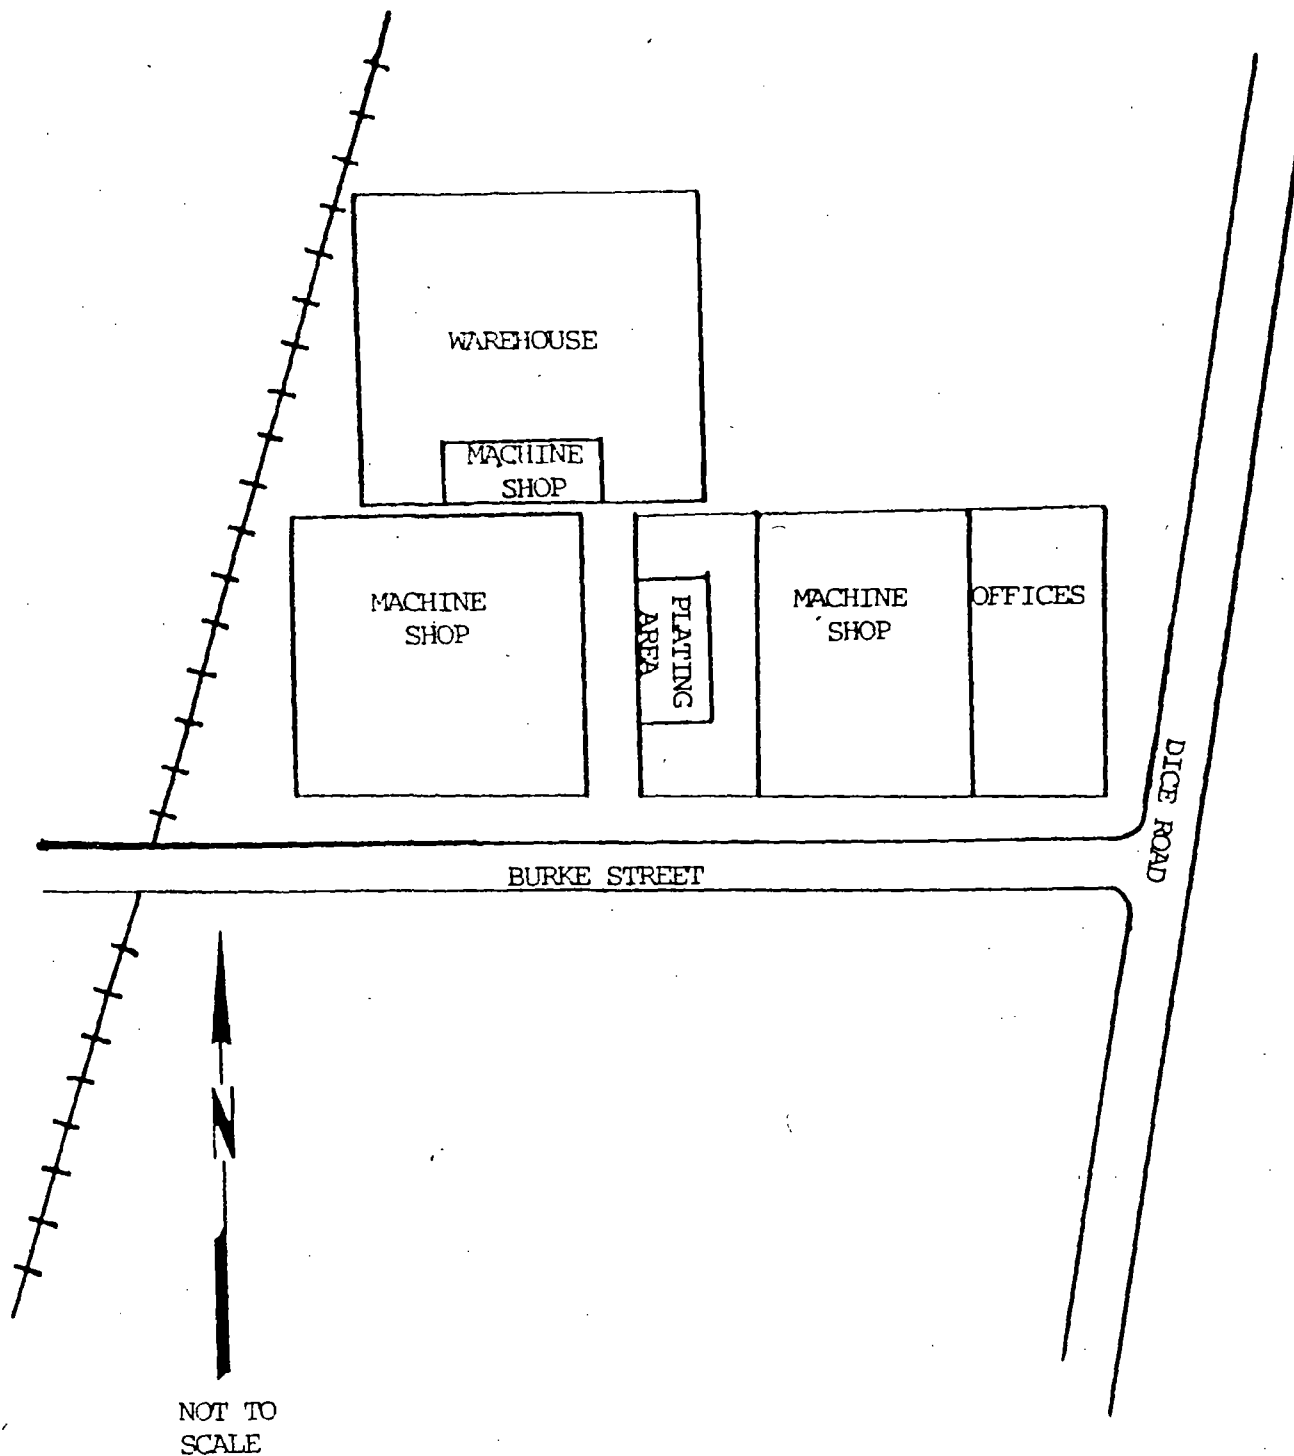 WAREHOUSE
MACHINE
SHOP
MACHINE
SHOP
PLATING
AREA
MACHINE
SHOP
OFFICES
DICE ROAD
BURKE STREET
N
NOT TO
SCALE